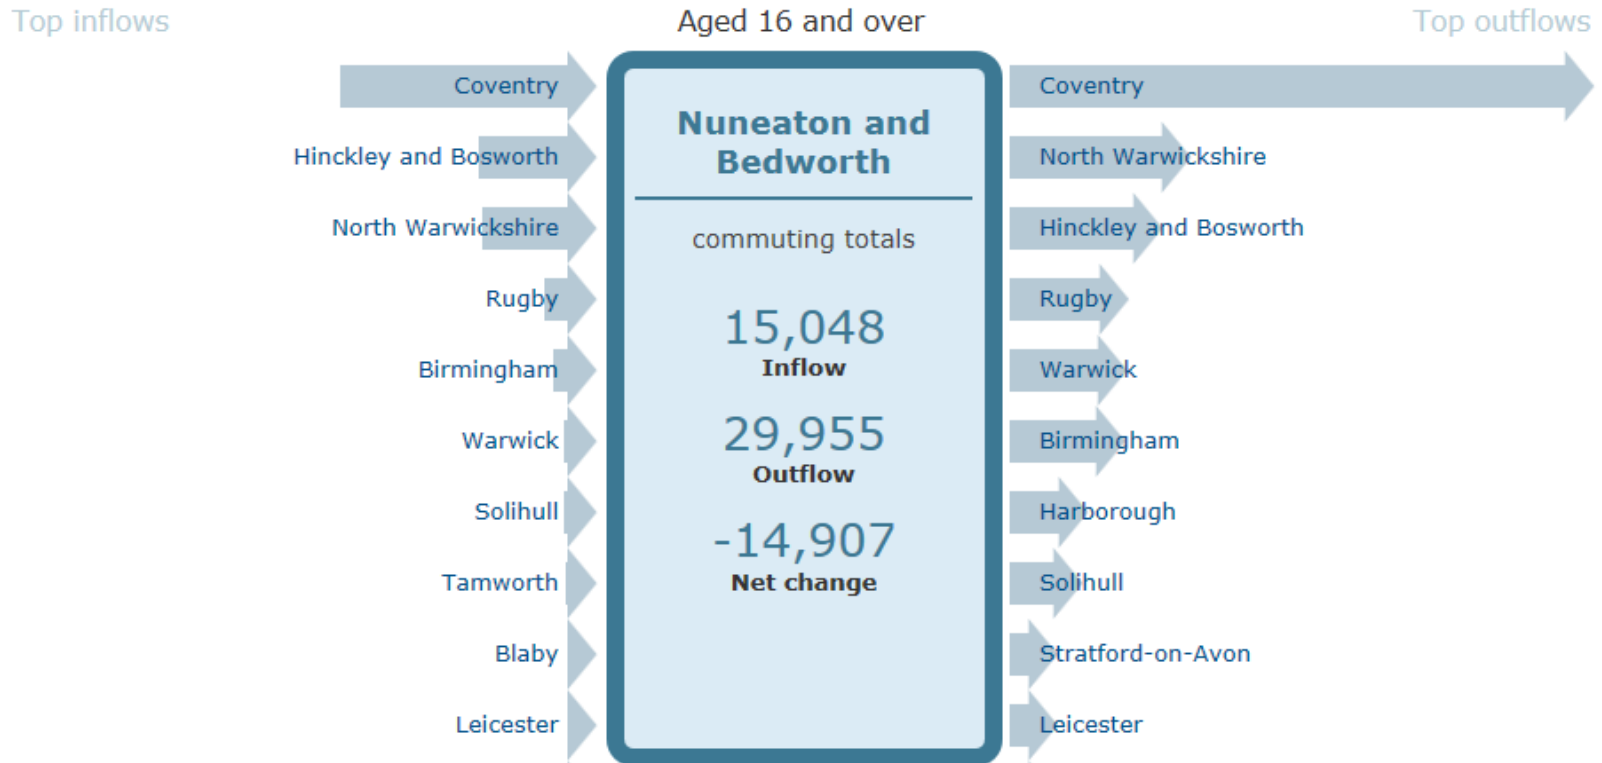 Top inflows
Aged 16 and over
Top outflows
Coventry
Hinckley and Bosworth
North Warwickshire
Rugby
Birmingham
Warwick
Solihull
Tamworth
Blaby
Leicester
Nuneaton and
Bedworth
commuting totals
15,048
Inflow
29,955
Outflow
-14,907
Net change
Coventry
North Warwickshire
Hinckley and Bosworth
Rugby
Warwick
Birmingham
Harborough
Solihull
Stratford-on-Avon
Leicester